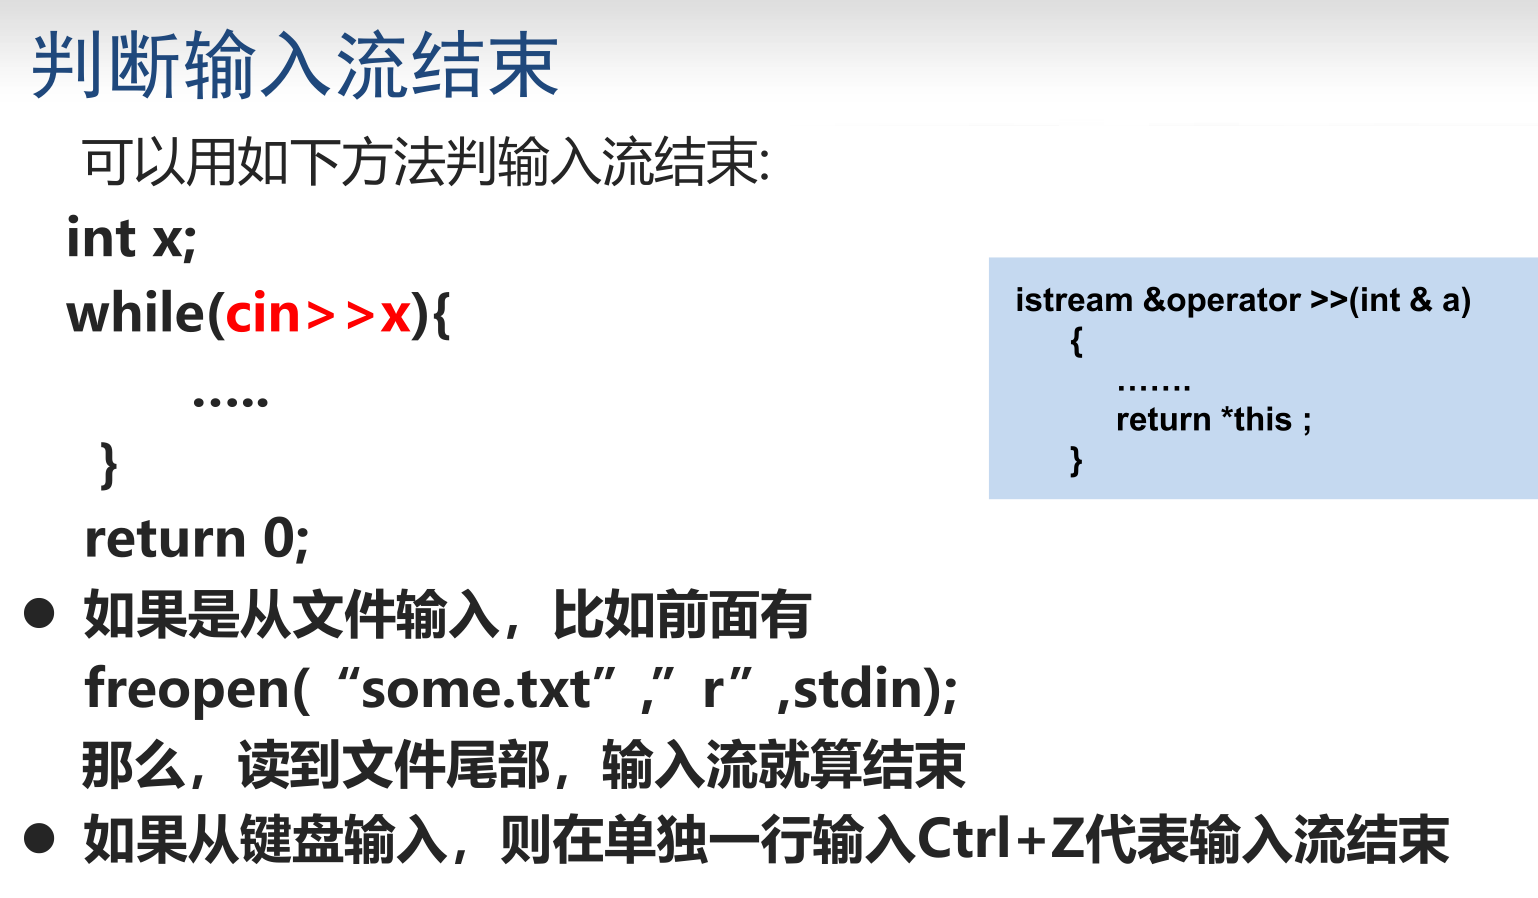 判断输入流结束
可以用如下方法判输入流结束:
int x;
while(cin>>x){
…..
}
return 0;
istream &operator >>(int & a)
{
…….
return *this ;
}
● 如果是从文件输入，比如前面有
freopen( “some.txt” ,” r” ,stdin);
那么，读到文件尾部，输入流就算结束
● 如果从键盘输入，则在单独一行输入Ctrl+Z代表输入流结束